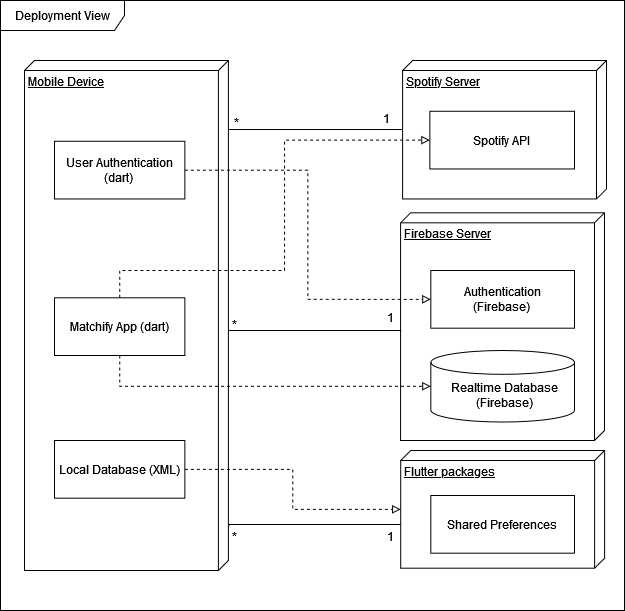 Deployment View
Mobile Device
Spotify Server
*
1
Spotify API
User Authentication
(dart)
Firebase Server
Authentication
(Firebase)
Matchify App (dart)
*
1
Realtime Database
(Firebase)
Local Database (XML)
Flutter packages
Shared Preferences
*
1